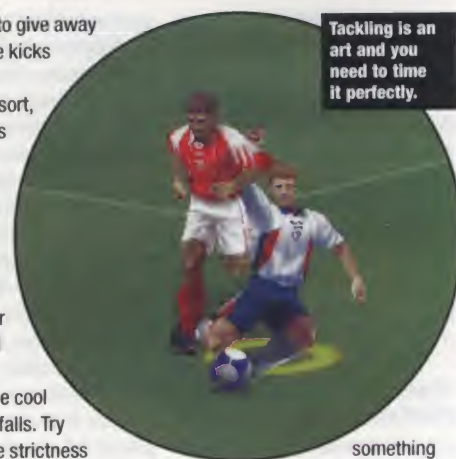 to give away
e kicks
sort,
s
r
e cool
falls. Try
e strictness
something
Tackling is an
art and you
need to time
it perfectly.